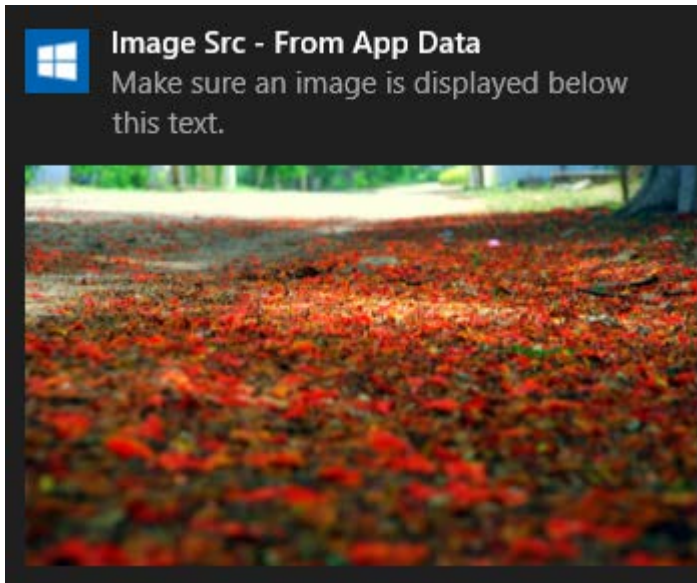 Image Src - From App Data
Make sure an image is displayed below
this text.